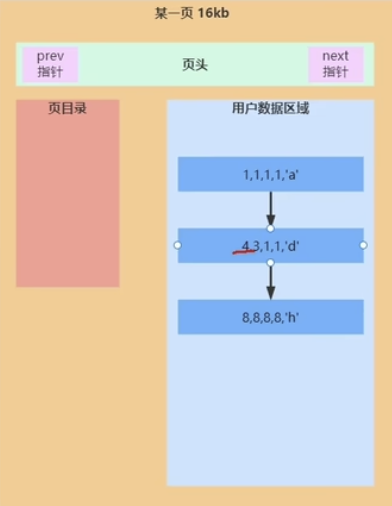 某一页 16kb
prev
指针
页头
next
指针
页目录
用户数据区域
1,1,1,1,'a'
4,3,1,1,'d'
8,8,8,8,'h'